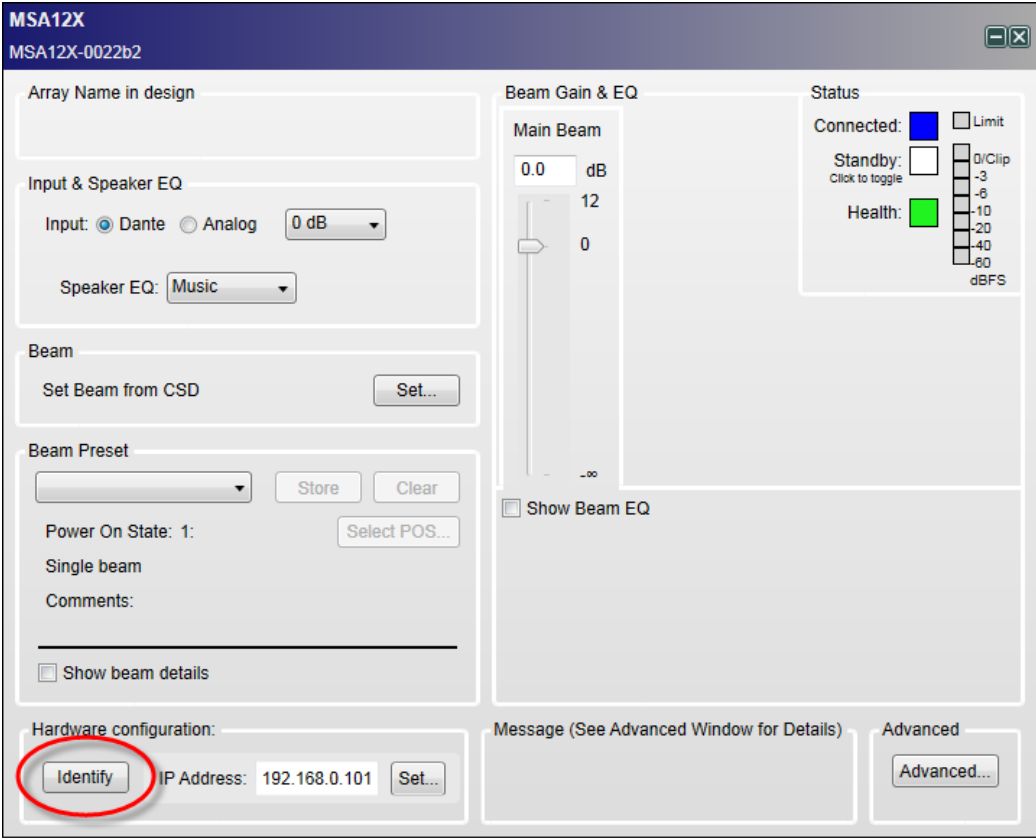 MSA12X
MSA12X-0022b2
Array Name in design
Input & Speaker EQ
Input: Dante Analog 0 dB
Speaker EQ: Music
Beam
Set Beam from CSD Set...
Beam Preset
Store Clear
Power On State: 1: Select POS...
Single beam
Comments:
Show beam details
Hardware configuration:
Identify IP Address: 192.168.0.101 Set...
Beam Gain & EQ
Main Beam
0.0 dB
12
0
-∞
Show Beam EQ
Status
Connected:
Standby:
Click to toggle
Health:
Limit
0/Clip
-3
-6
-10
-20
-40
-60
dBFS
Message (See Advanced Window for Details)
Advanced
Advanced...